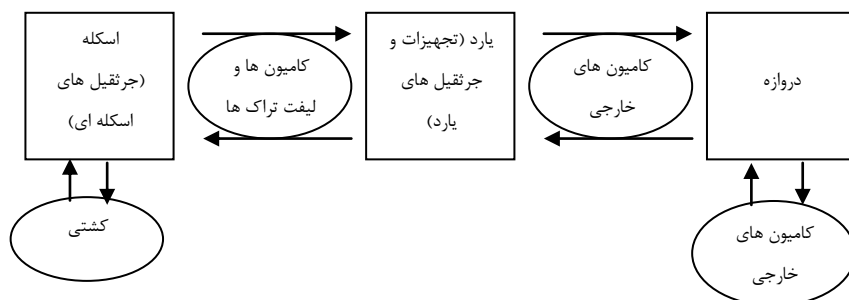 اسکله
(جرثقیل های
اسکله ای)
کامیون ها و
لیفت تراک ها
یارد (تجهیزات و
جرثقیل های
یارد)
کامیون های
خارجی
دروازه
کشتی
کامیون های
خارجی